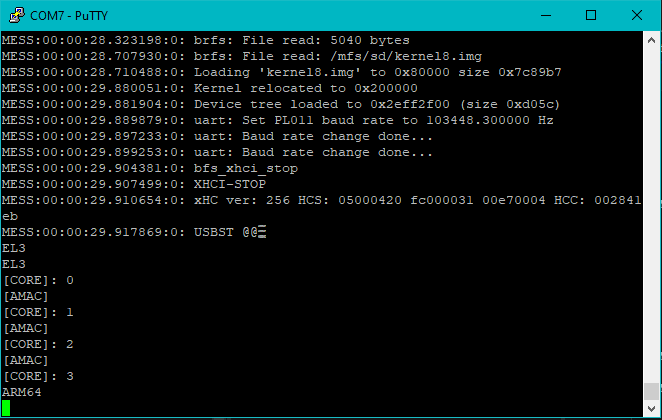 COM7 - PuTTY
MESS:00:00:28.323198:0: brfs: File read: 5040 bytes
MESS:00:00:28.707930:0: brfs: File read: /mfs/sd/kernel8.img
MESS:00:00:28.710488:0: Loading 'kernel8.img' to 0x80000 size 0x7c89b7
MESS:00:00:29.880051:0: Kernel relocated to 0x200000
MESS:00:00:29.881904:0: Device tree loaded to 0x2eff2f00 (size 0xd05c)
MESS:00:00:29.889879:0: uart: Set PL011 baud rate to 103448.300000 Hz
MESS:00:00:29.897233:0: uart: Baud rate change done...
MESS:00:00:29.899253:0: uart: Baud rate change done...
MESS:00:00:29.904381:0: bfs_xhci_stop
MESS:00:00:29.907499:0: XHCI-STOP
MESS:00:00:29.910654:0: xHC ver: 256 HCS: 05000420 fc000031 00e70004 HCC: 002841
eb
MESS:00:00:29.917869:0: USBST @@
EL3
EL3
[CORE]: 0
[AMAC]
[CORE]: 1
[AMAC]
[CORE]: 2
[AMAC]
[CORE]: 3
ARM64